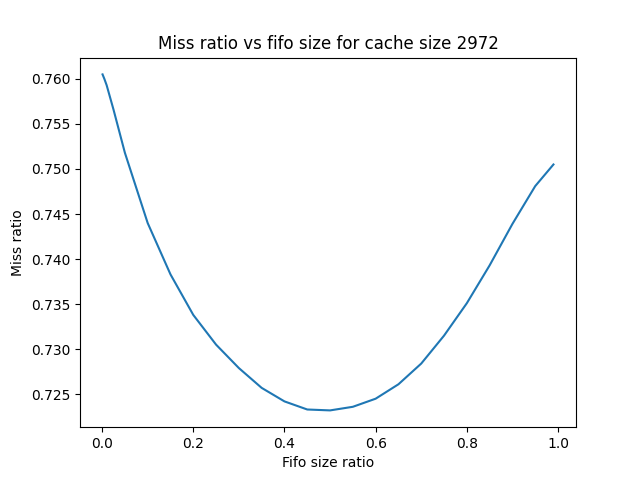 Miss ratio vs fifo size for cache size 2972
0.760
0.755
0.750
0.745
0.740
0.735
0.730
0.725
Miss ratio
0.0 0.2 0.4 0.6 0.8 1.0
Fifo size ratio